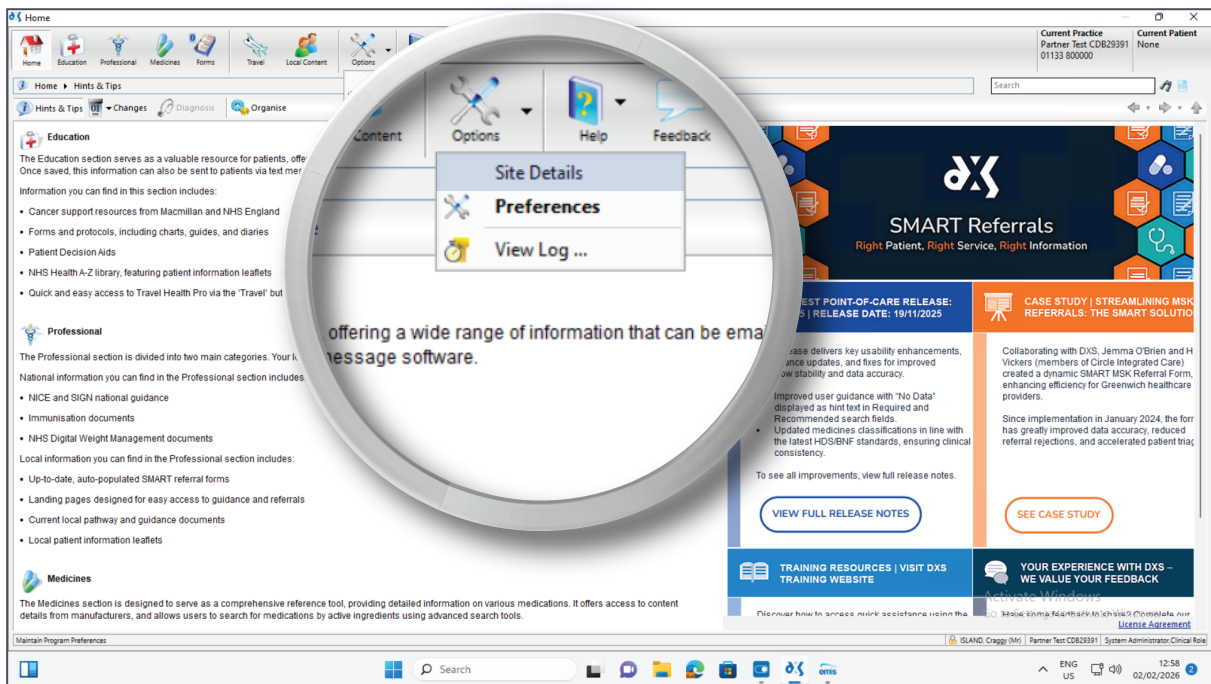 Home
Current Practice
Partner Test CDB29391
01133 800000
Current Patient
None
Home
Education
Professional
Medicines
Forms
Travel
Local Content
Options
Home ▸ Hints & Tips
Search
Hints & Tips
Changes
Diagnosis
Organise
Content
Options
Help
Feedback
Site Details
Preferences
View Log ...
offering a wide range of information that can be emai
message software.
Education
The Education section serves as a valuable resource for patients, offe
Once saved, this information can also be sent to patients via text mes
Information you can find in this section includes:
• Cancer support resources from Macmillan and NHS England
• Forms and protocols, including charts, guides, and diaries
• Patient Decision Aids
• NHS Health A-Z library, featuring patient information leaflets
• Quick and easy access to Travel Health Pro via the 'Travel' but
Professional
The Professional section is divided into two main categories. Your l
National information you can find in the Professional section includes
• NICE and SIGN national guidance
• Immunisation documents
• NHS Digital Weight Management documents
Local information you can find in the Professional section includes:
• Up-to-date, auto-populated SMART referral forms
• Landing pages designed for easy access to guidance and referrals
• Current local pathway and guidance documents
• Local patient information leaflets
Medicines
The Medicines section is designed to serve as a comprehensive reference tool, providing detailed information on various medications. It offers access to content
details from manufacturers, and allows users to search for medications by active ingredients using advanced search tools.
SMART Referrals
Right Patient, Right Service, Right Information
EST POINT-OF-CARE RELEASE:
5 | RELEASE DATE: 19/11/2025
ease delivers key usability enhancements,
ance updates, and fixes for improved
ow stability and data accuracy.
Improved user guidance with “No Data”
displayed as hint text in Required and
Recommended search fields.
• Updated medicines classifications in line with
the latest HDS/BNF standards, ensuring clinical
consistency.
To see all improvements, view full release notes.
VIEW FULL RELEASE NOTES
CASE STUDY | STREAMLINING MSK
REFERRALS: THE SMART SOLUTIO
Collaborating with DXS, Jemma O'Brien and H
Vickers (members of Circle Integrated Care)
created a dynamic SMART MSK Referral Form,
enhancing efficiency for Greenwich healthcare
providers.
Since implementation in January 2024, the for
has greatly improved data accuracy, reduced
referral rejections, and accelerated patient triag
SEE CASE STUDY
TRAINING RESOURCES | VISIT DXS
TRAINING WEBSITE
Discover how to access quick assistance using the
YOUR EXPERIENCE WITH DXS –
WE VALUE YOUR FEEDBACK
Activate Windows
License Agreement
Maintain Program Preferences
ISLAND, Craggy (Mr)
Partner Test CDB29391
System Administrator.Clinical Role
Search
emis
ENG
US
12:58
02/02/2026
2